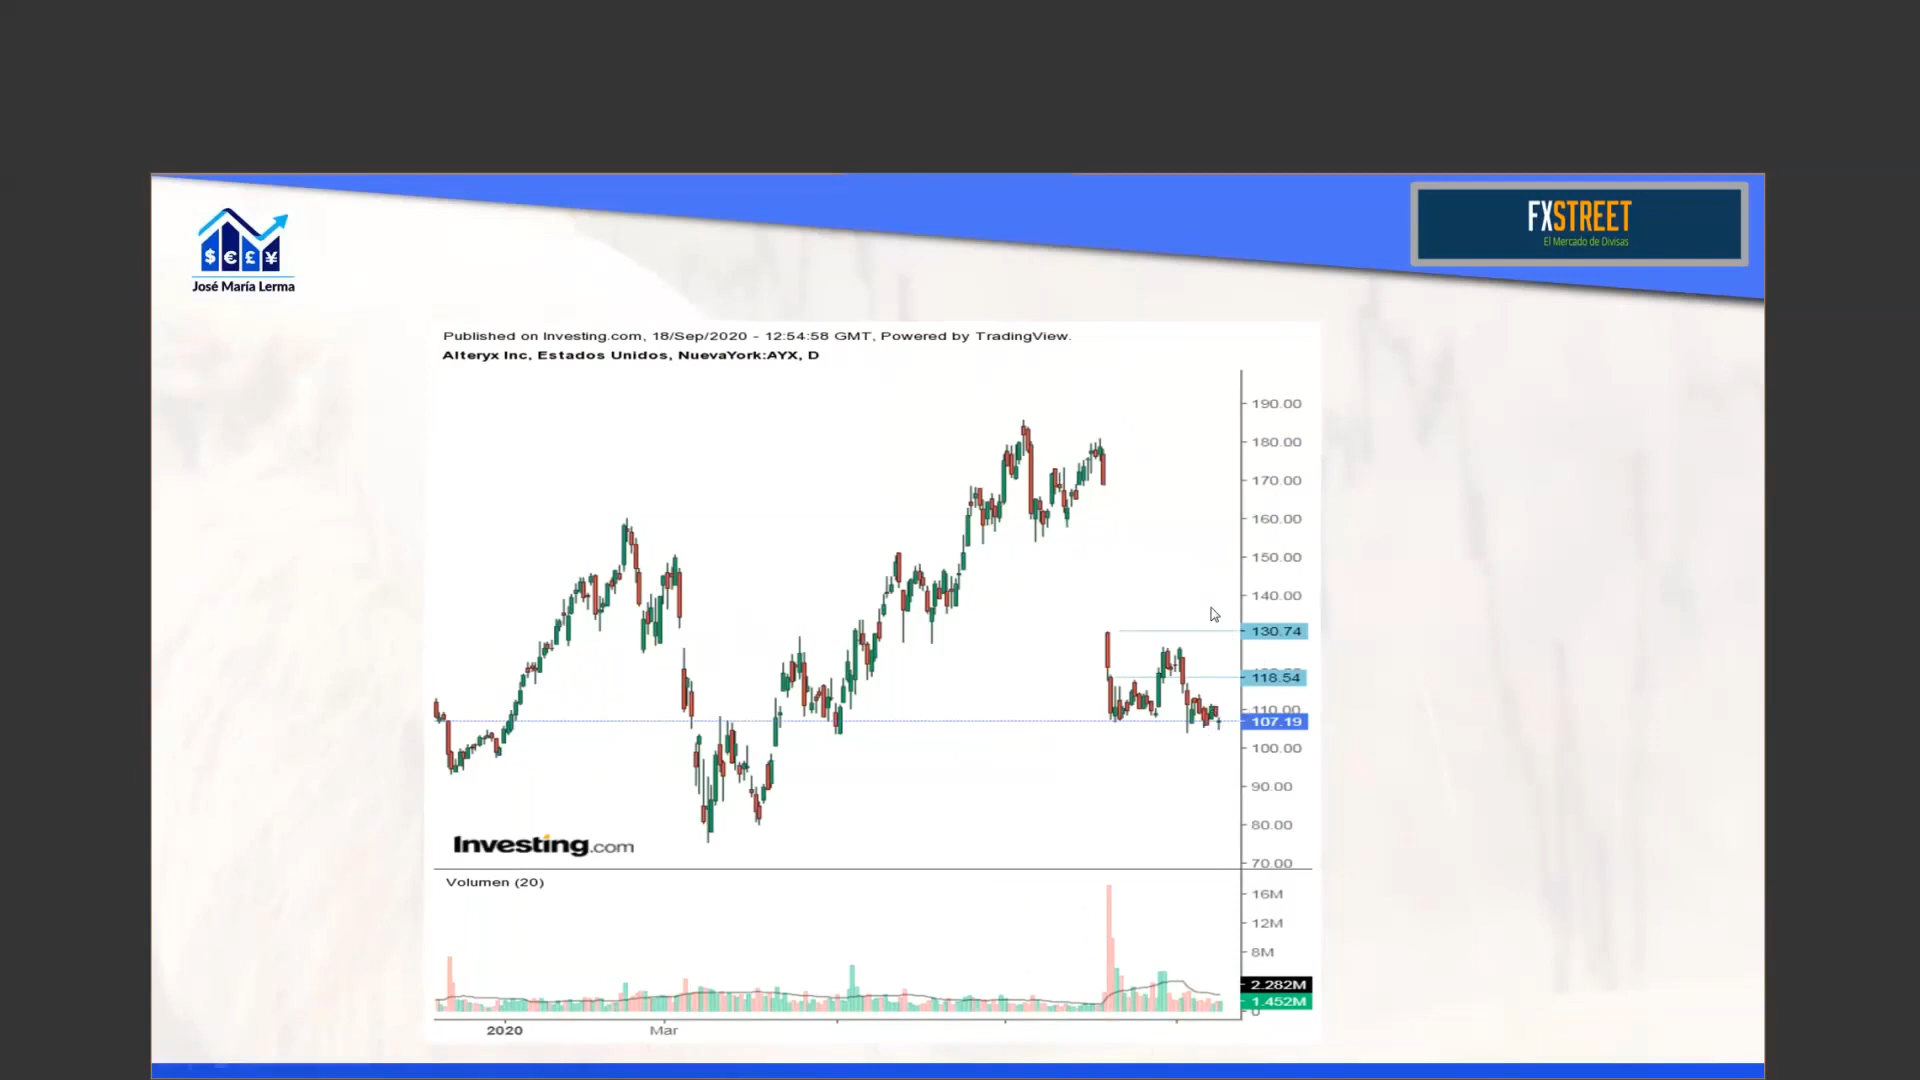 FXSTREET
El Mercado de Divisas
$ € £ ¥
José María Lerma
Published on Investing.com, 18/Sep/2020 - 12:54:58 GMT, Powered by TradingView.
Alteryx Inc, Estados Unidos, NuevaYork:AYX, D
190.00
180.00
170.00
160.00
150.00
140.00
130.74
118.54
110.00
107.19
100.00
90.00
80.00
70.00
Investing.com
Volumen (20)
16M
12M
8M
2.282M
1.452M
0
2020
Mar